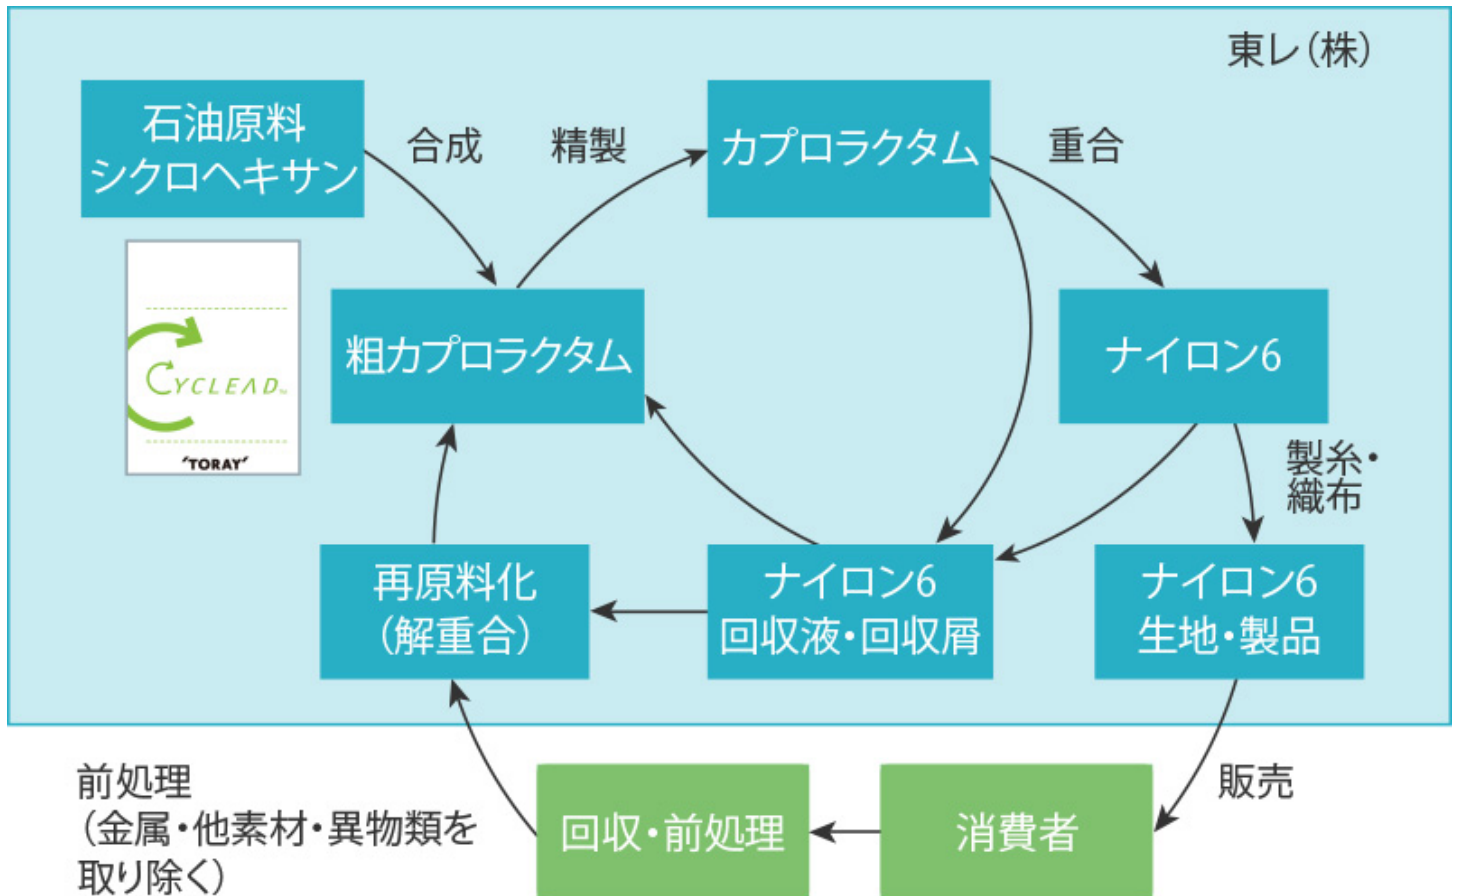 東レ（株）
石油原料
シクロヘキサン
合成
精製
カプロラクタム
重合
CYCLEAD™
'TORAY'
粗カプロラクタム
ナイロン6
製糸・
織布
再原料化
（解重合）
ナイロン6
回収液・回収屑
ナイロン6
生地・製品
前処理
（金属・他素材・異物類を
取り除く）
回収・前処理
消費者
販売